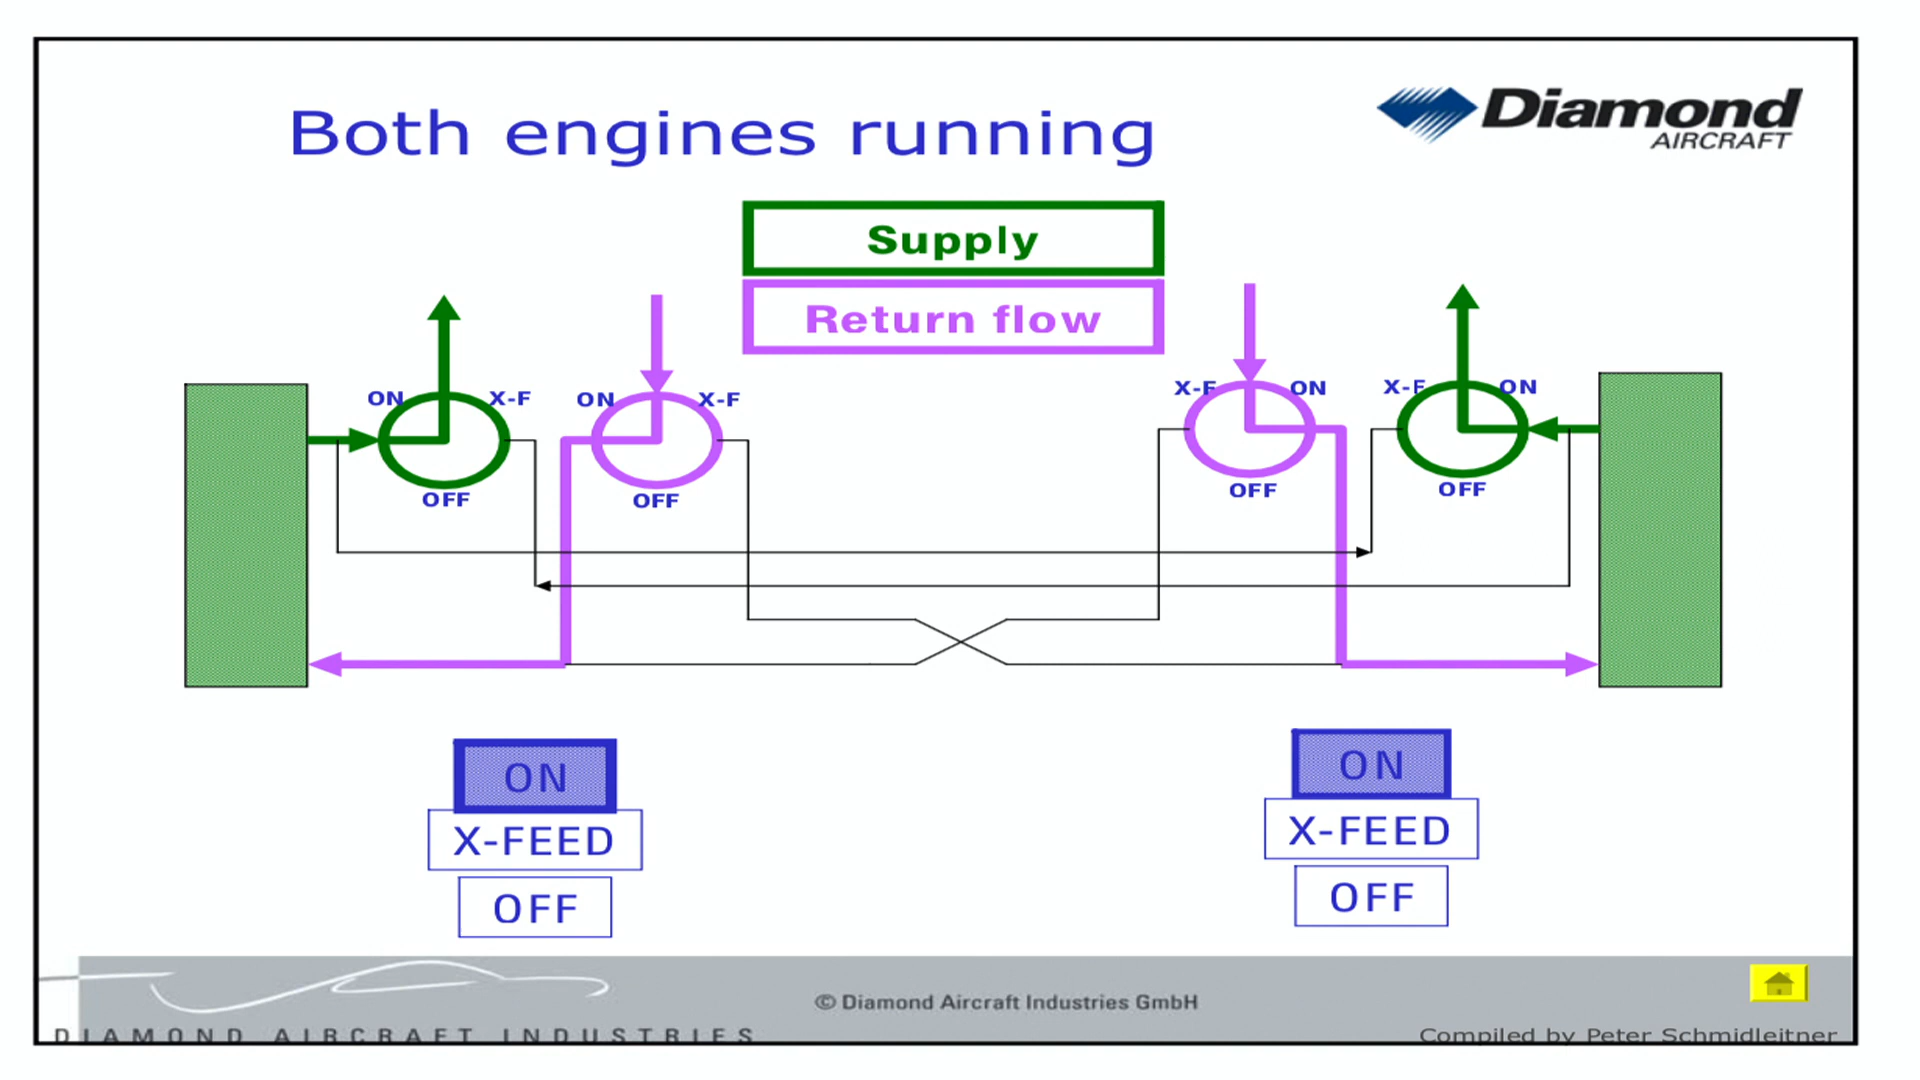 Both engines running
Diamond
AIRCRAFT
Supply
Return flow
ON X-F
OFF
ON X-F
OFF
X-F ON
OFF
X-F ON
OFF
ON
X-FEED
OFF
ON
X-FEED
OFF
© Diamond Aircraft Industries GmbH
DIAMOND AIRCRAFT INDUSTRIES
Compiled by Peter Schmidleitner